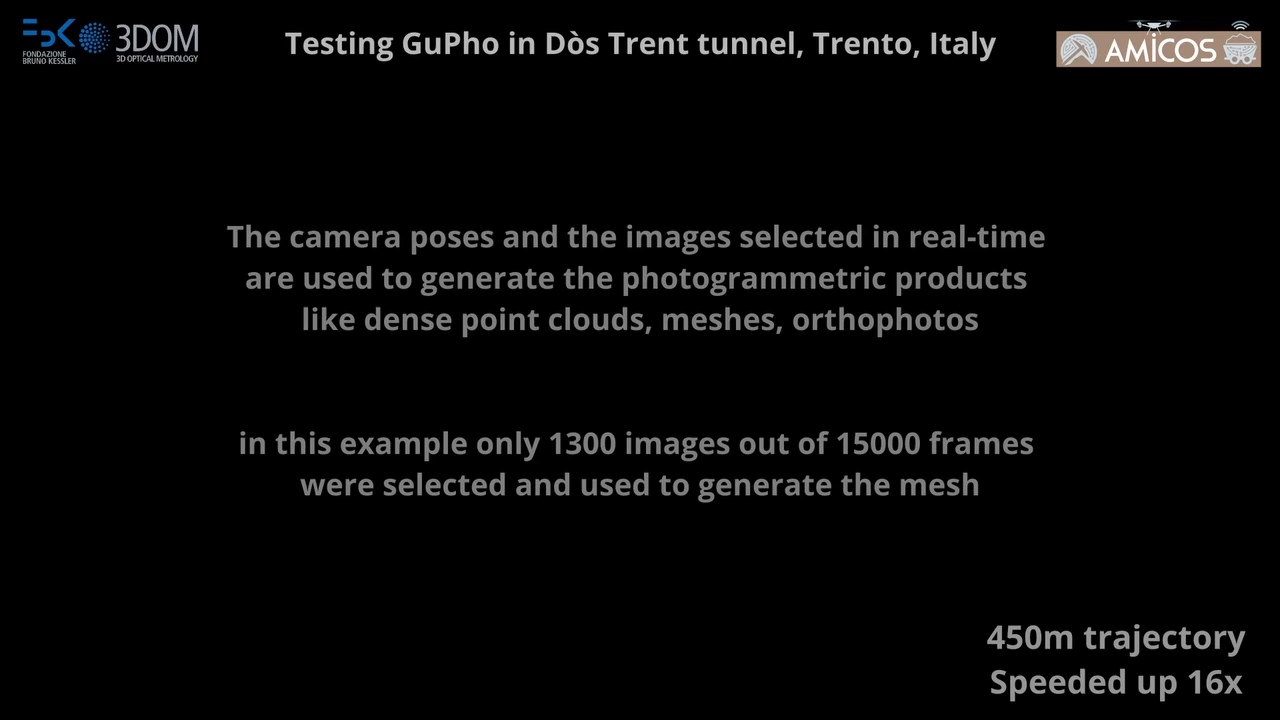 FBK
FONDAZIONE
BRUNO KESSLER
3DOM
3D OPTICAL METROLOGY
Testing GuPho in Dòs Trent tunnel, Trento, Italy
AMiCOS
The camera poses and the images selected in real-time
are used to generate the photogrammetric products
like dense point clouds, meshes, orthophotos
in this example only 1300 images out of 15000 frames
were selected and used to generate the mesh
450m trajectory
Speeded up 16x